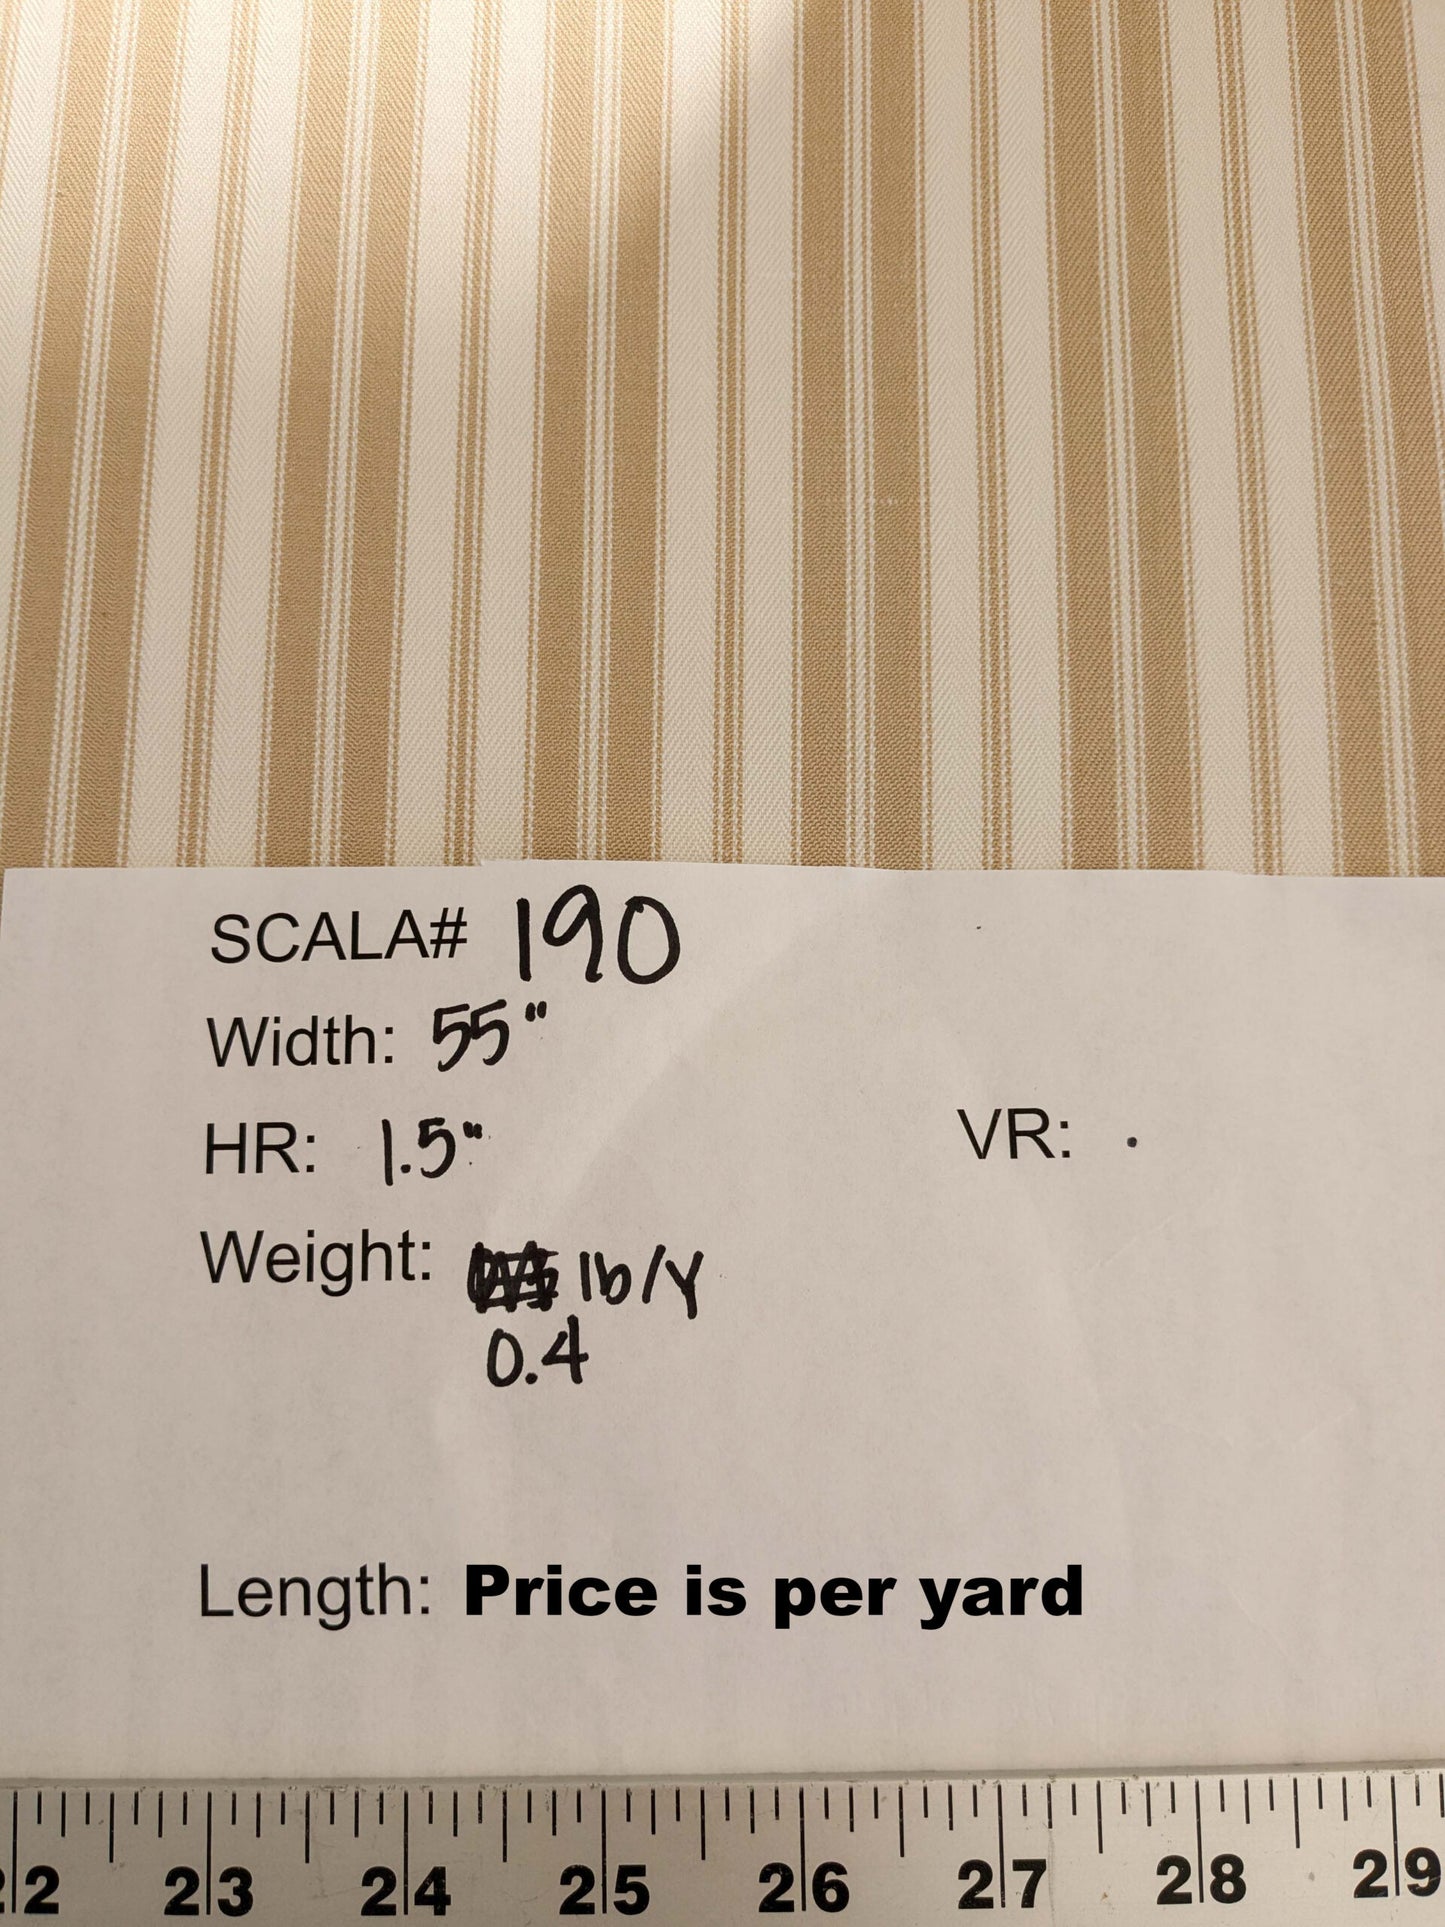 SCALA# 190
Width: 55"
HR: 1.5" VR: .
Weight: lb/y
0.4
Length: Price is per yard
22 23 24 25 26 27 28 29